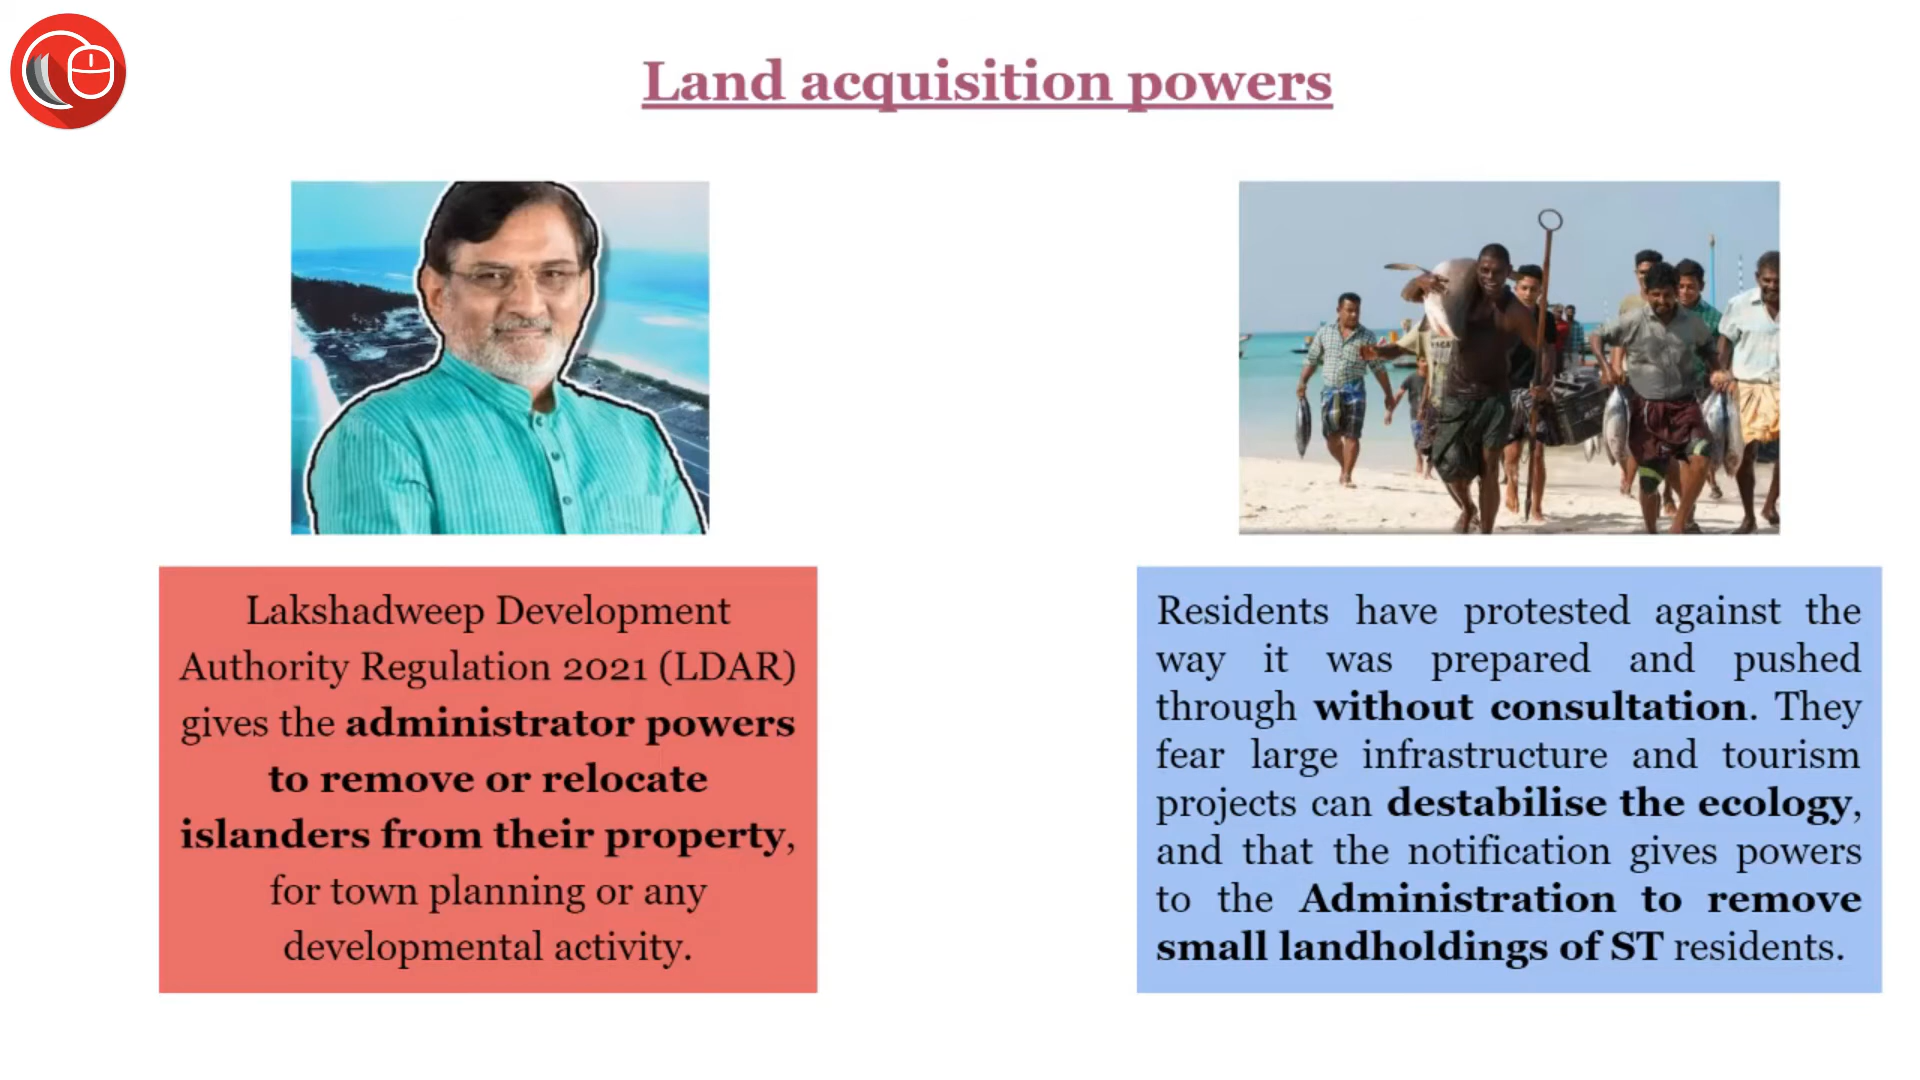 Land acquisition powers
Lakshadweep Development
Authority Regulation 2021 (LDAR)
gives the administrator powers
to remove or relocate
islanders from their property,
for town planning or any
developmental activity.
Residents have protested against the
way it was prepared and pushed
through without consultation. They
fear large infrastructure and tourism
projects can destabilise the ecology,
and that the notification gives powers
to the Administration to remove
small landholdings of ST residents.